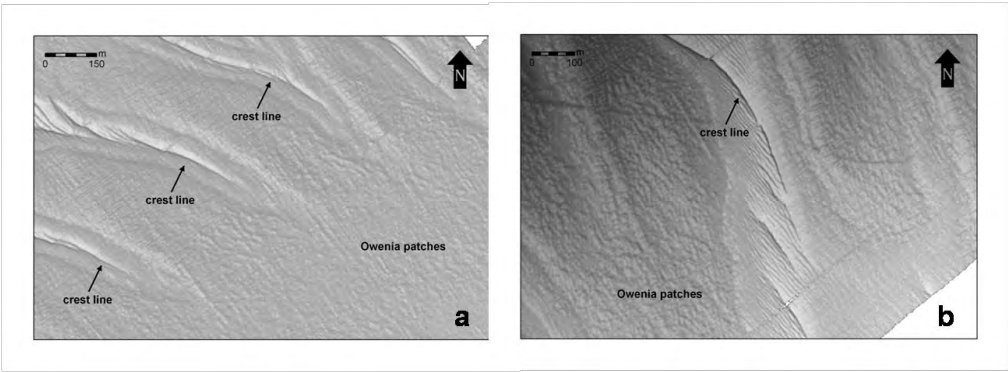 m
0 150
N
crest line
crest line
crest line
Owenia patches
a
m
0 100
N
crest line
Owenia patches
b